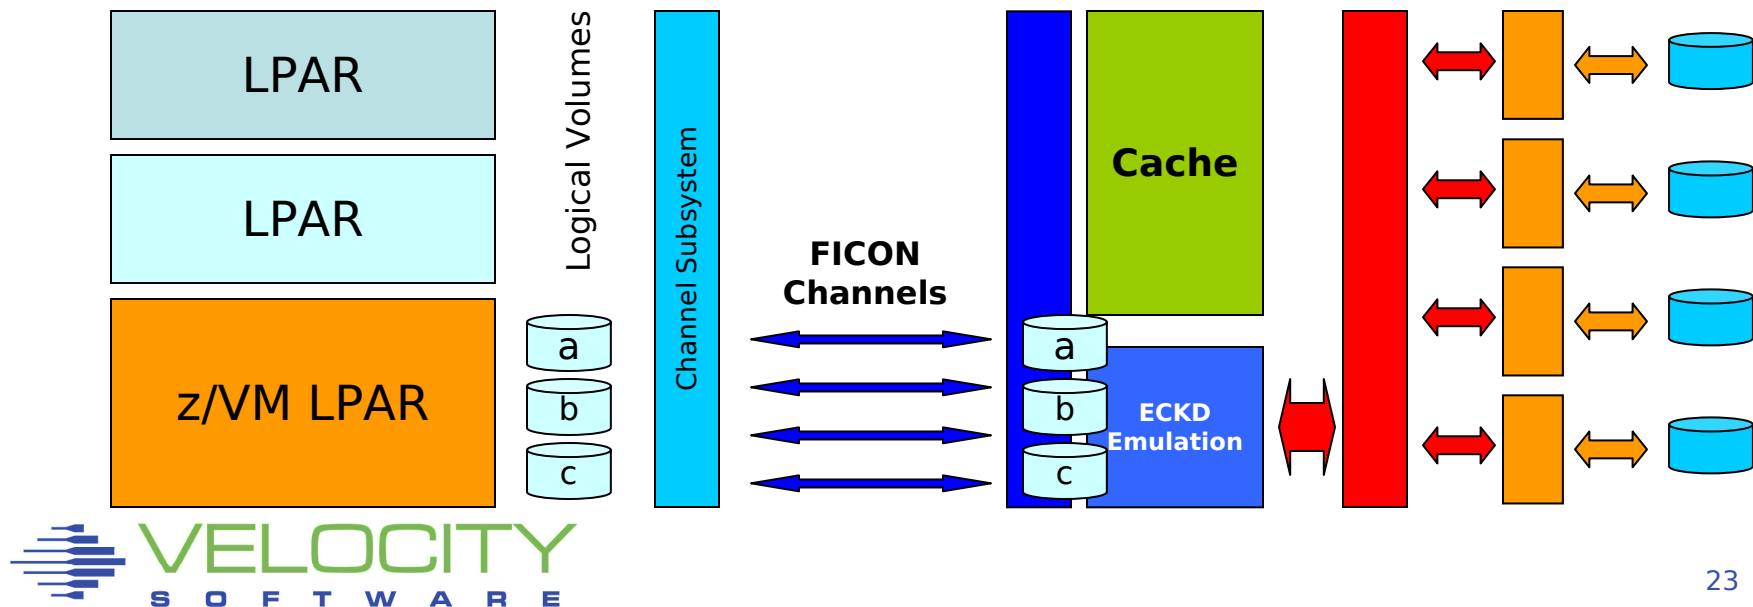 LPAR
LPAR
z/VM LPAR
Logical Volumes
a
b
c
Channel Subsystem
FICON
Channels
Cache
a
b
c
ECKD
Emulation
VELOCITY
SOFTWARE
23